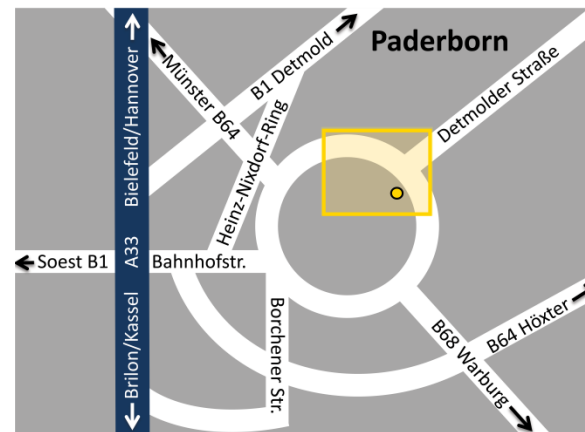 Paderborn
B1 Detmold
Münster B64
Detmolder Straße
Bielefeld/Hannover
Heinz-Nixdorf-Ring
Soest B1
A33
Bahnhofstr.
Borchener Str.
B64 Höxter
B68 Warburg
Brilon/Kassel